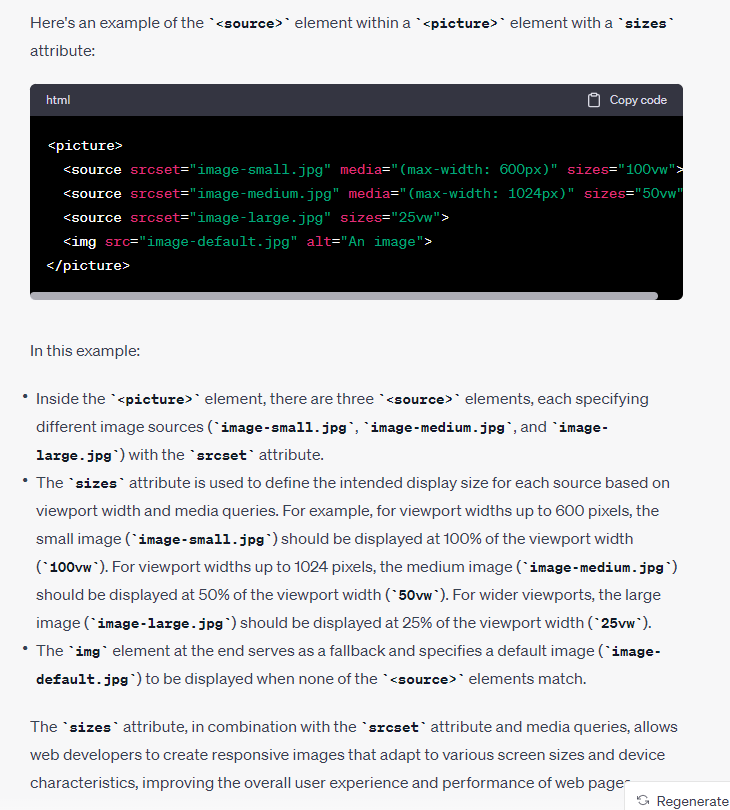 Here's an example of the `<source>` element within a `<picture>` element with a `sizes`
attribute:
html
Copy code
<picture>
<source srcset="image-small.jpg" media="(max-width: 600px)" sizes="100vw">
<source srcset="image-medium.jpg" media="(max-width: 1024px)" sizes="50vw"
<source srcset="image-large.jpg" sizes="25vw">
<img src="image-default.jpg" alt="An image">
</picture>
In this example:
• Inside the `<picture>` element, there are three `<source>` elements, each specifying
different image sources (`image-small.jpg`, `image-medium.jpg`, and `image-
large.jpg`) with the `srcset` attribute.
• The `sizes` attribute is used to define the intended display size for each source based on
viewport width and media queries. For example, for viewport widths up to 600 pixels, the
small image (`image-small.jpg`) should be displayed at 100% of the viewport width
(`100vw`). For viewport widths up to 1024 pixels, the medium image (`image-medium.jpg`)
should be displayed at 50% of the viewport width (`50vw`). For wider viewports, the large
image (`image-large.jpg`) should be displayed at 25% of the viewport width (`25vw`).
• The `img` element at the end serves as a fallback and specifies a default image (`image-
default.jpg`) to be displayed when none of the `<source>` elements match.
The `sizes` attribute, in combination with the `srcset` attribute and media queries, allows
web developers to create responsive images that adapt to various screen sizes and device
characteristics, improving the overall user experience and performance of web pages
Regenerate